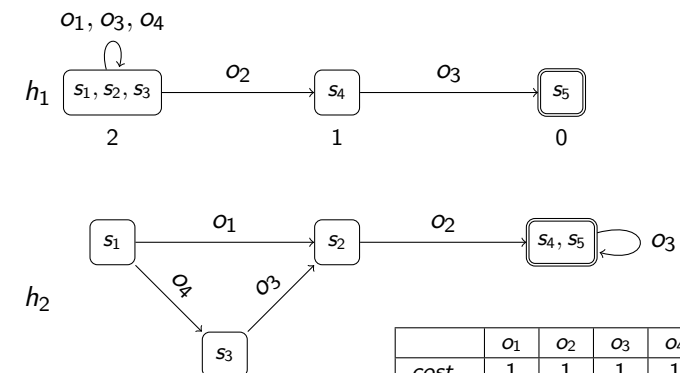 o₁, o₃, o₄
h₁ s₁, s₂, s₃ o₂ s₄ o₃ s₅
2 1 0
s₁ o₁ s₂ o₂ s₄, s₅ o₃
o₄ o₃
h₂
s₃
o₁ o₂ o₃ o₄
cost 1 1 1 1